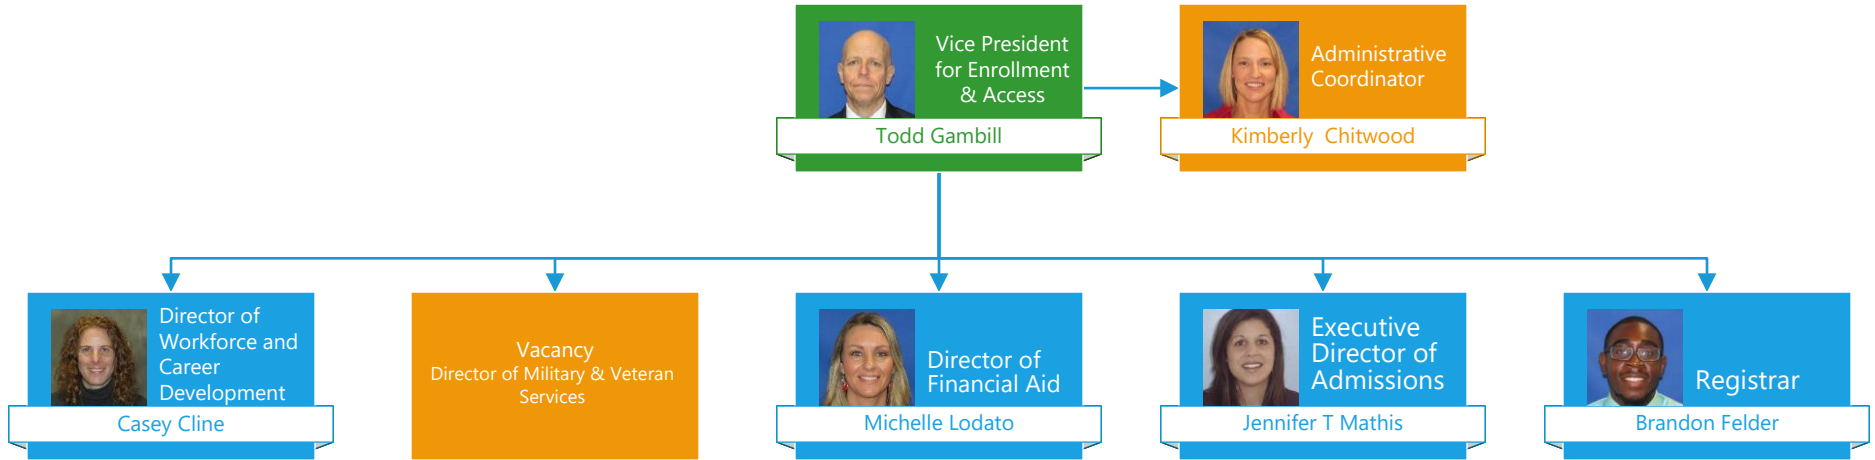 Vice President
for Enrollment
& Access
Todd Gambill
Administrative
Coordinator
Kimberly  Chitwood
Director of
Workforce and
Career
Development
Casey Cline
Vacancy
Director of Military & Veteran
Services
Director of
Financial Aid
Michelle Lodato
Executive
Director of
Admissions
Jennifer T Mathis
Registrar
Brandon Felder